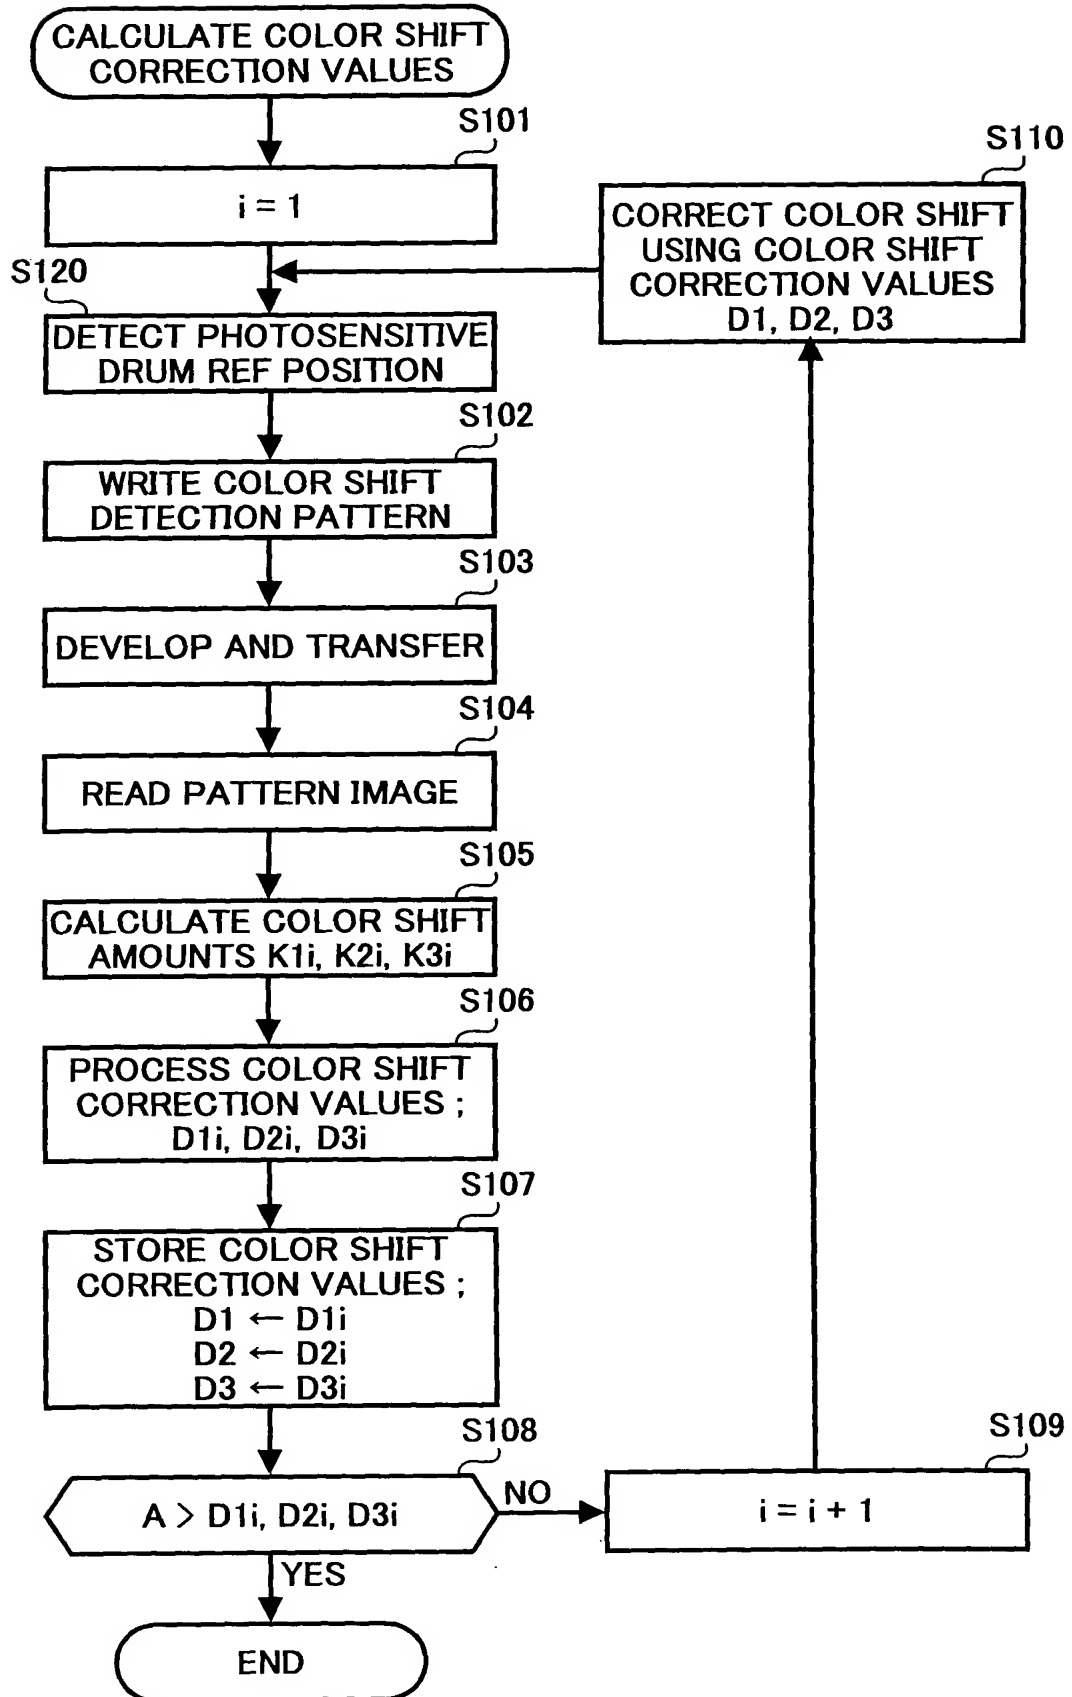 CALCULATE COLOR SHIFT
CORRECTION VALUES
S101
i = 1
S110
CORRECT COLOR SHIFT
USING COLOR SHIFT
CORRECTION VALUES
D1, D2, D3
S120
DETECT PHOTOSENSITIVE
DRUM REF POSITION
S102
WRITE COLOR SHIFT
DETECTION PATTERN
S103
DEVELOP AND TRANSFER
S104
READ PATTERN IMAGE
S105
CALCULATE COLOR SHIFT
AMOUNTS K1i, K2i, K3i
S106
PROCESS COLOR SHIFT
CORRECTION VALUES ;
D1i, D2i, D3i
S107
STORE COLOR SHIFT
CORRECTION VALUES ;
D1 ← D1i
D2 ← D2i
D3 ← D3i
S108
A > D1i, D2i, D3i
NO
S109
i = i + 1
YES
END